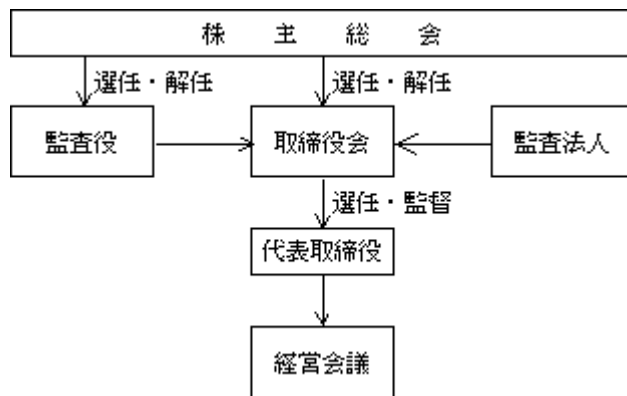 株主総会
選任・解任
選任・解任
監査役
取締役会
監査法人
選任・監督
代表取締役
経営会議